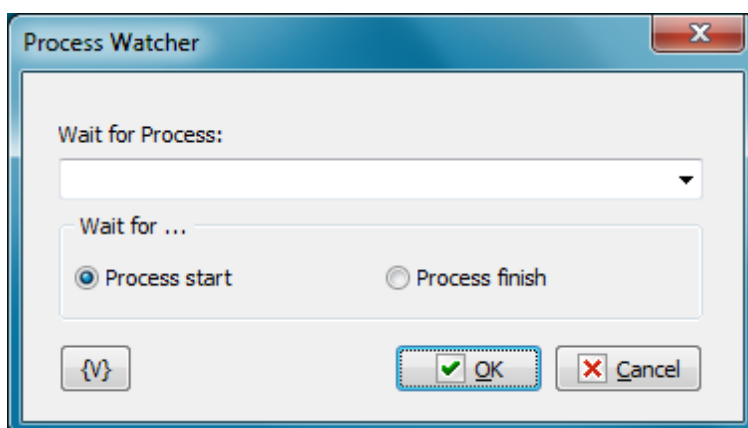 Process Watcher
Wait for Process:
Wait for ...
Process start Process finish
{V} OK Cancel